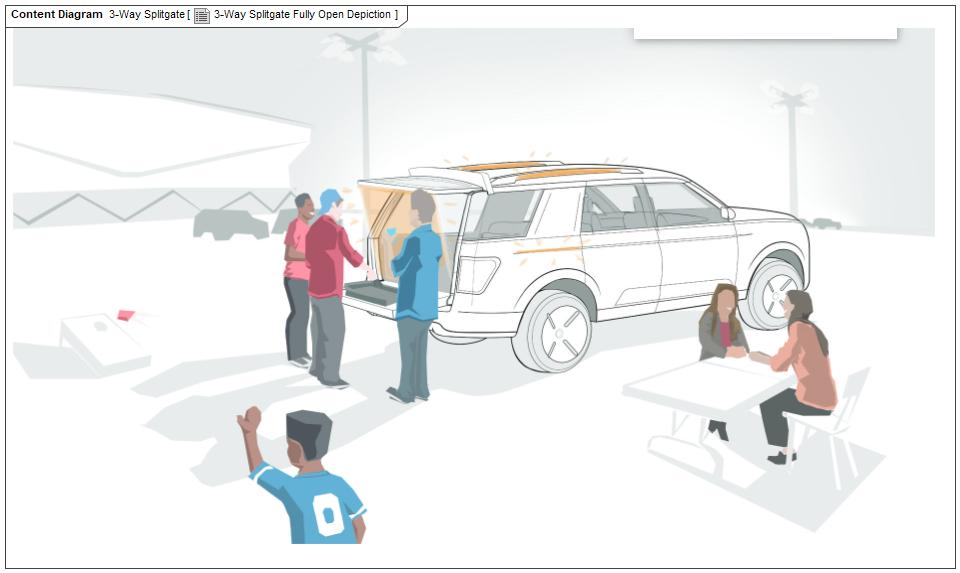 Content Diagram 3-Way Splitgate [ 3-Way Splitgate Fully Open Depiction ]
0